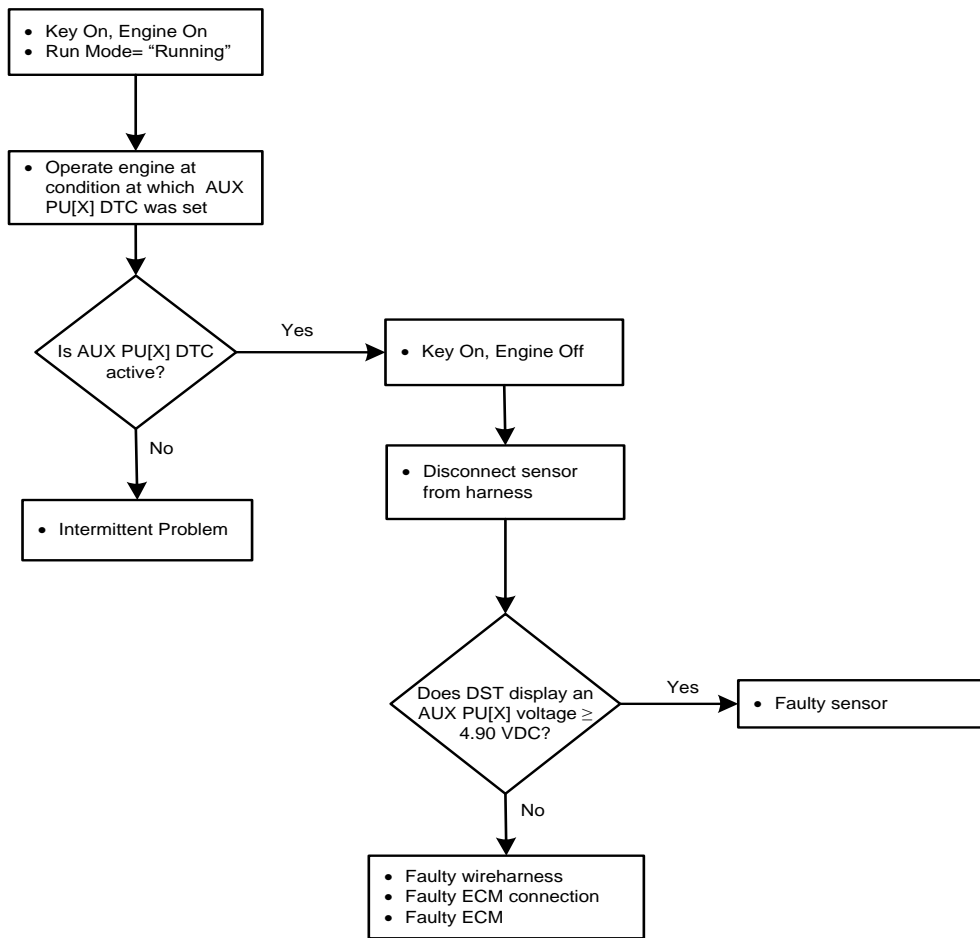 • Key On, Engine On
• Run Mode= “Running”
• Operate engine at
condition at which AUX
PU[X] DTC was set
Is AUX PU[X] DTC
active?
Yes
No
• Intermittent Problem
• Key On, Engine Off
• Disconnect sensor
from harness
Does DST display an
AUX PU[X] voltage ≥
4.90 VDC?
Yes
• Faulty sensor
No
• Faulty wireharness
• Faulty ECM connection
• Faulty ECM